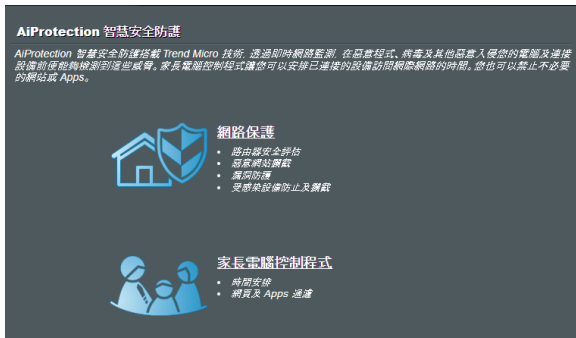 AiProtection 智慧安全防護
AiProtection 智慧安全防護搭載 Trend Micro 技術, 透過即時網路監測, 在惡意程式、病毒及其他惡意入侵您的電腦及連接
設備前便能夠檢測到這些威脅。家長電腦控制程式讓您可以安排已連接的設備訪問網際網路的時間。您也可以禁止不必要
的網站或 Apps。
網路保護
• 路由器安全評估
• 惡意網站攔截
• 漏洞防護
• 受感染設備防止及攔截
家長電腦控制程式
• 時間安排
• 網頁及 Apps 過濾